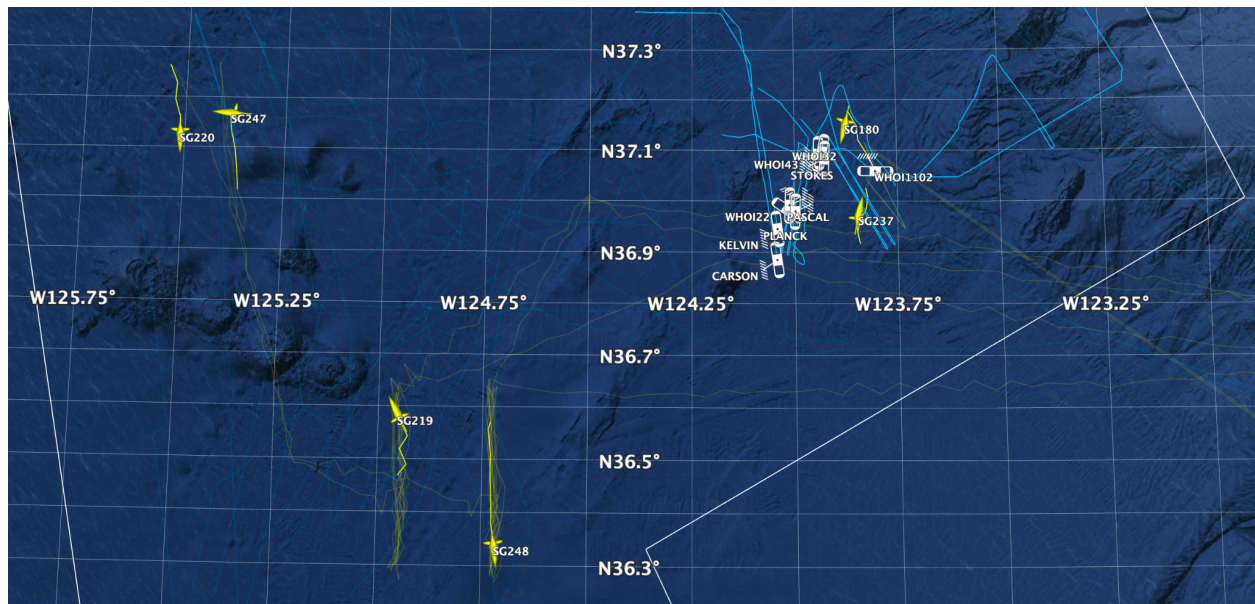 N37.3°
SG247
SG220
SG180
N37.1°
WHOI32
WHOI43
STOKES
WHOI1102
WHOI22
PASCAL
SG237
PLANCK
KELVIN
N36.9°
CARSON
W125.75°
W125.25°
W124.75°
W124.25°
W123.75°
W123.25°
N36.7°
SG219
N36.5°
SG248
N36.3°